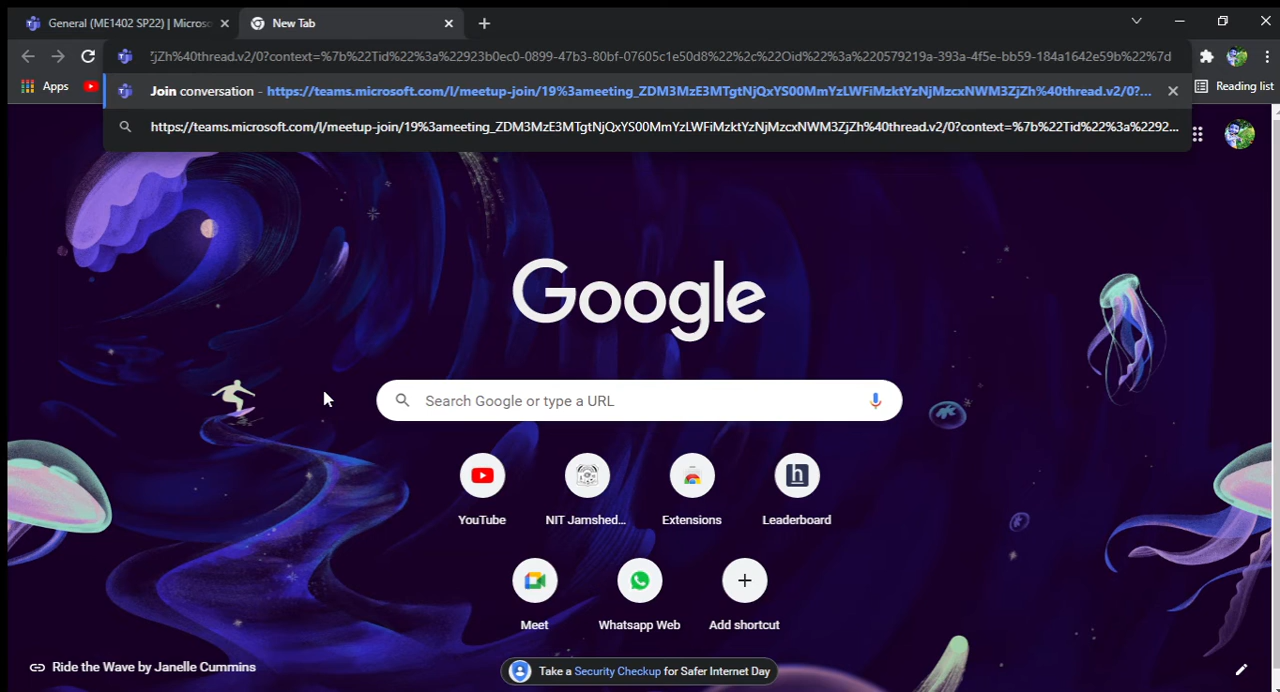 General (ME1402 SP22) | Microso
New Tab
ʒjZh%40thread.v2/0?context=%7b%22Tid%22%3a%22923b0ec0-0899-47b3-80bf-07605c1e50d8%22%2c%22Oid%22%3a%220579219a-393a-4f5e-bb59-184a1642e59b%22%7d
Apps
Join conversation - https://teams.microsoft.com/l/meetup-join/19%3ameeting_ZDM3MzE3MTgtNjQxYS00MmYzLWFiMzktYzNjMzcxNWM3ZjZh%40thread.v2/0?...
Reading list
https://teams.microsoft.com/l/meetup-join/19%3ameeting_ZDM3MzE3MTgtNjQxYS00MmYzLWFiMzktYzNjMzcxNWM3ZjZh%40thread.v2/0?context=%7b%22Tid%22%3a%2292...
Google
Search Google or type a URL
YouTube
NIT Jamshed...
Extensions
Leaderboard
Meet
Whatsapp Web
Add shortcut
Ride the Wave by Janelle Cummins
Take a Security Checkup for Safer Internet Day